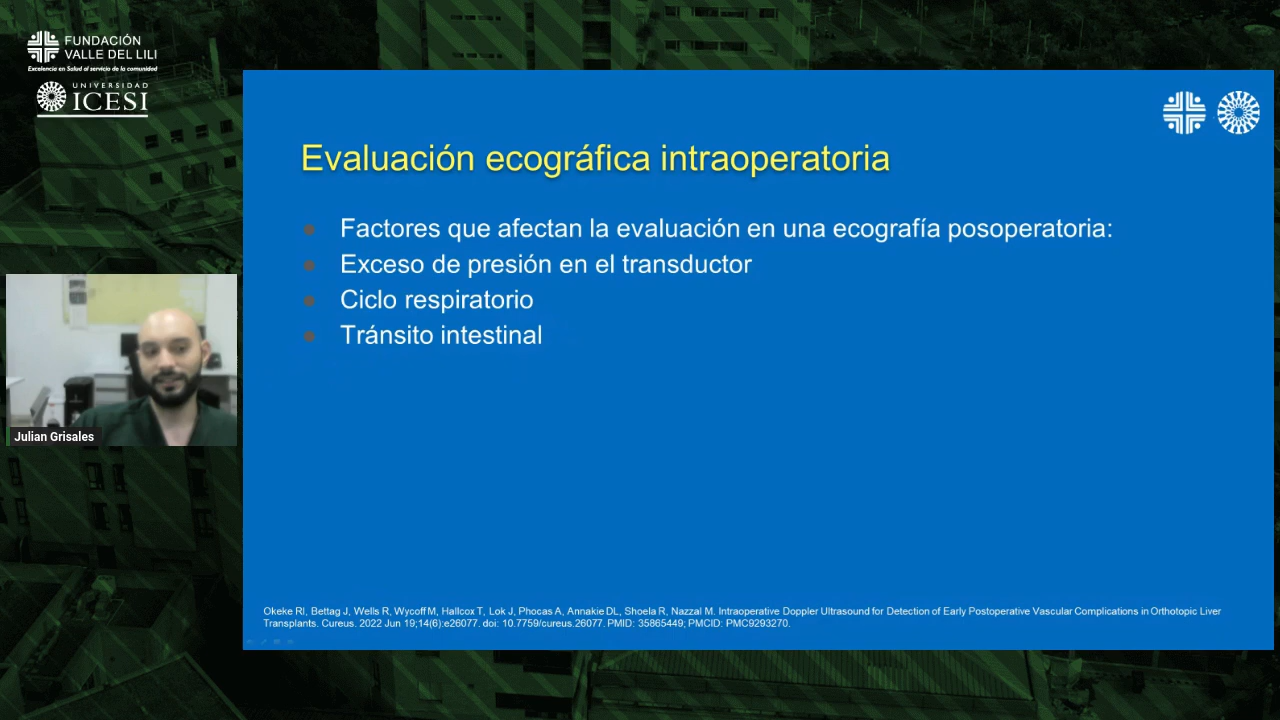 FUNDACIÓN
VALLE DEL LILI
Excelencia en Salud al servicio de la comunidad
UNIVERSIDAD
ICESI
Evaluación ecográfica intraoperatoria
Factores que afectan la evaluación en una ecografía posoperatoria:
Exceso de presión en el transductor
Ciclo respiratorio
Tránsito intestinal
Julian Grisales
Okeke RI, Bettag J, Wells R, Wycoff M, Hallcox T, Lok J, Phocas A, Annakie DL, Shoela R, Nazzal M. Intraoperative Doppler Ultrasound for Detection of Early Postoperative Vascular Complications in Orthotopic Liver
Transplants. Cureus. 2022 Jun 19;14(6):e26077. doi: 10.7759/cureus.26077. PMID: 35865449; PMCID: PMC9293270.